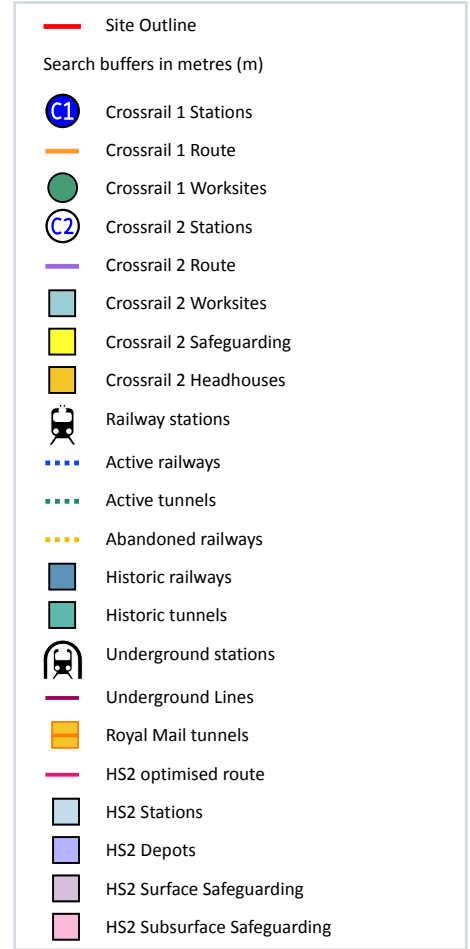 Site Outline
Search buffers in metres (m)
C1 Crossrail 1 Stations
Crossrail 1 Route
Crossrail 1 Worksites
C2 Crossrail 2 Stations
Crossrail 2 Route
Crossrail 2 Worksites
Crossrail 2 Safeguarding
Crossrail 2 Headhouses
Railway stations
Active railways
Active tunnels
Abandoned railways
Historic railways
Historic tunnels
Underground stations
Underground Lines
Royal Mail tunnels
HS2 optimised route
HS2 Stations
HS2 Depots
HS2 Surface Safeguarding
HS2 Subsurface Safeguarding